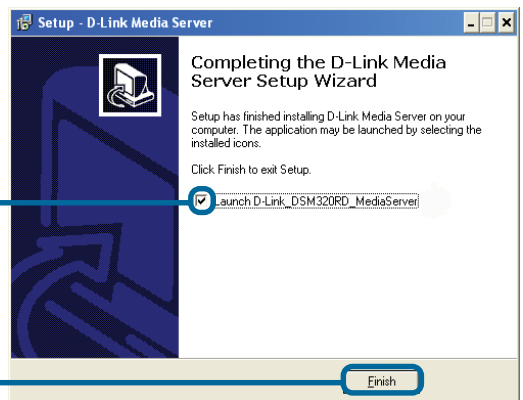 Setup - D-Link Media Server
Completing the D-Link Media
Server Setup Wizard
Setup has finished installing D-Link Media Server on your
computer. The application may be launched by selecting the
installed icons.
Click Finish to exit Setup.
Launch D-Link_DSM320RD_MediaServer
Finish